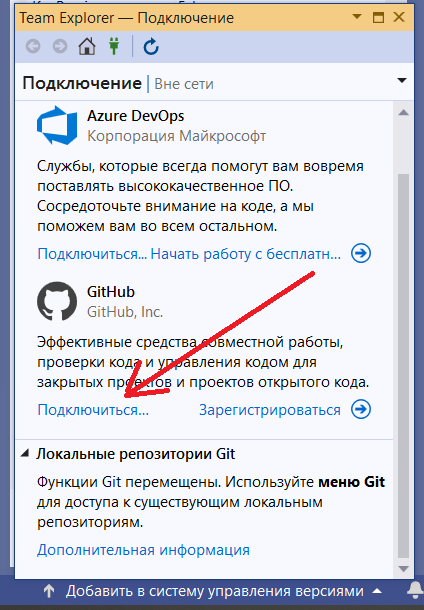 Team Explorer — Подключение
Подключение | Вне сети
Azure DevOps
Корпорация Майкрософт
Службы, которые всегда помогут вам вовремя
поставлять высококачественное ПО.
Сосредоточьте внимание на коде, а мы
поможем вам во всем остальном.
Подключиться... Начать работу с бесплатн...
GitHub
GitHub, Inc.
Эффективные средства совместной работы,
проверки кода и управления кодом для
закрытых проектов и проектов открытого кода.
Подключиться... Зарегистрироваться
Локальные репозитории Git
Функции Git перемещены. Используйте меню Git
для доступа к существующим локальным
репозиториям.
Дополнительная информация
Добавить в систему управления версиями